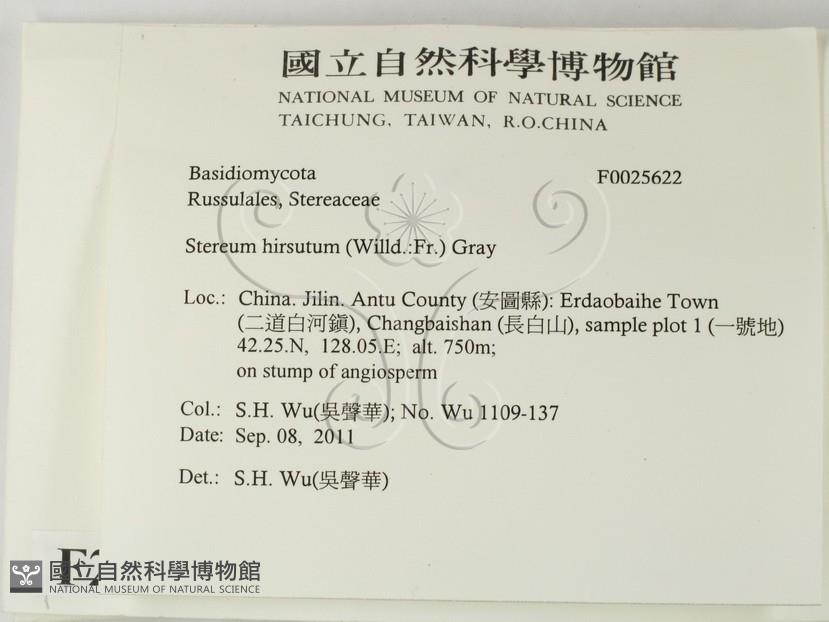 國立自然科學博物館
NATIONAL MUSEUM OF NATURAL SCIENCE
TAICHUNG, TAIWAN, R.O.CHINA
Basidiomycota
F0025622
Russulales, Stereaceae
Stereum hirsutum (Willd.:Fr.) Gray
Loc.: China. Jilin. Antu County (安圖縣): Erdaobaihe Town
(二道白河鎮), Changbaishan (長白山), sample plot 1 (一號地)
42.25.N, 128.05.E; alt. 750m;
on stump of angiosperm
Col.: S.H. Wu(吳聲華); No. Wu 1109-137
Date: Sep. 08, 2011
Det.: S.H. Wu(吳聲華)
國立自然科學博物館
NATIONAL MUSEUM OF NATURAL SCIENCE